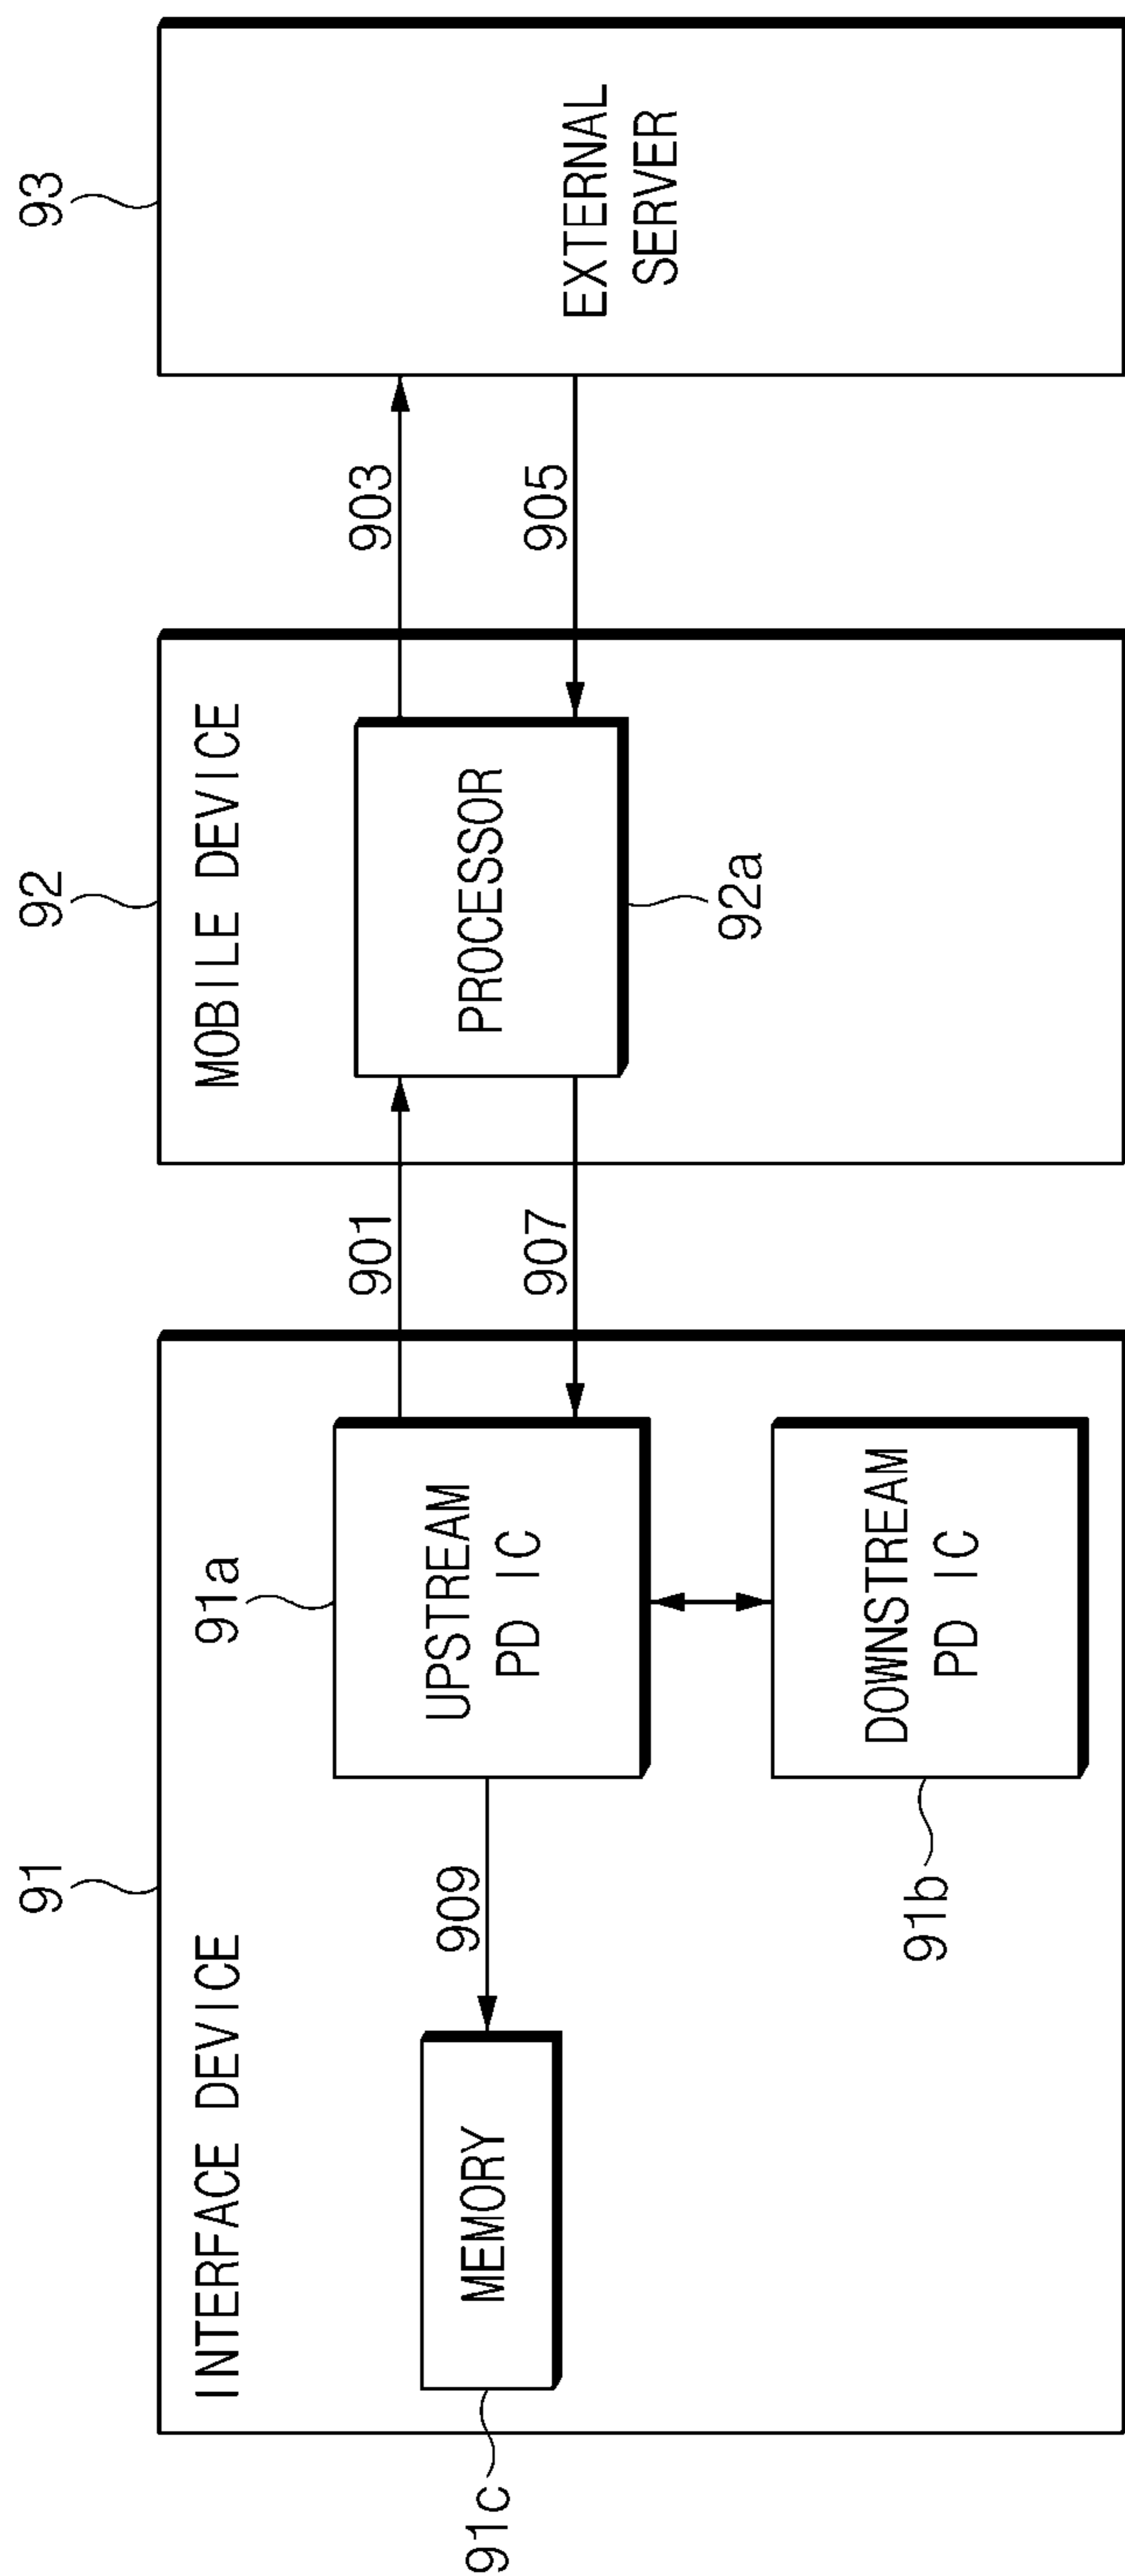 91
92
93
INTERFACE DEVICE
MOBILE DEVICE
91a
EXTERNAL
SERVER
901
903
UPSTREAM
PD IC
PROCESSOR
909
MEMORY
907
905
91c
92a
DOWNSTREAM
PD IC
91b